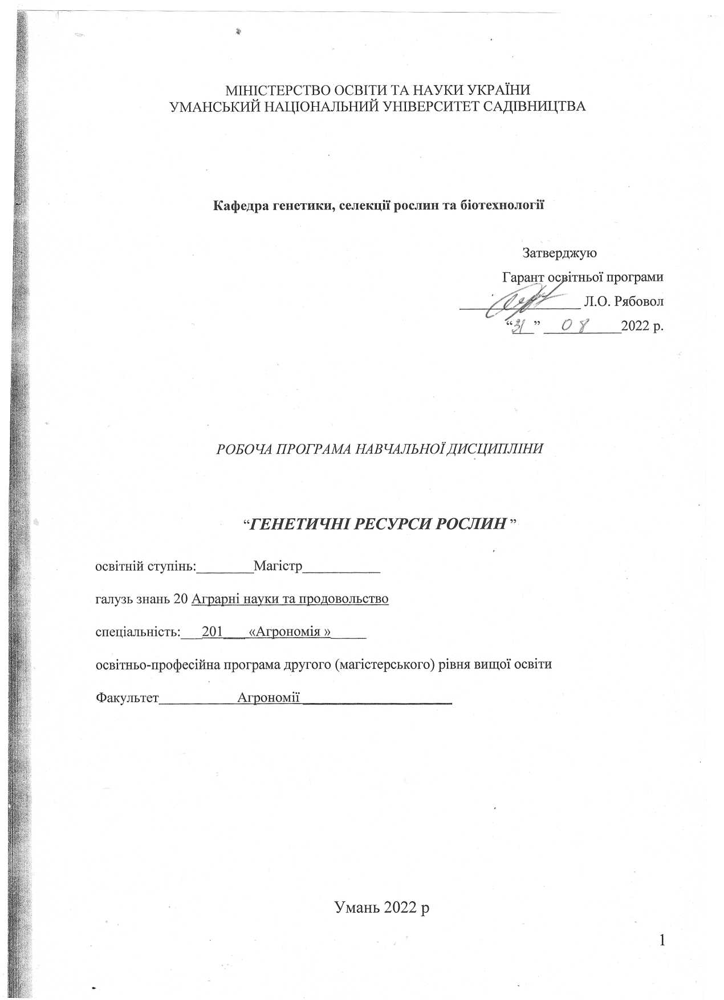 МІНІСТЕРСТВО ОСВІТИ ТА НАУКИ УКРАЇНИ
УМАНСЬКИЙ НАЦІОНАЛЬНИЙ УНІВЕРСИТЕТ САДІВНИЦТВА
Кафедра генетики, селекції рослин та біотехнології
Затверджую
Гарант освітньої програми
_________________ Л.О. Рябовол
“31” ___08______2022 р.
РОБОЧА ПРОГРАМА НАВЧАЛЬНОЇ ДИСЦИПЛІНИ
“ГЕНЕТИЧНІ РЕСУРСИ РОСЛИН ”
освітній ступінь:________Магістр___________
галузь знань 20 Аграрні науки та продовольство
спеціальність:___201___ «Агрономія »_____
освітньо-професійна програма другого (магістерського) рівня вищої освіти
Факультет___________Агрономії_____________________
Умань 2022 р
1